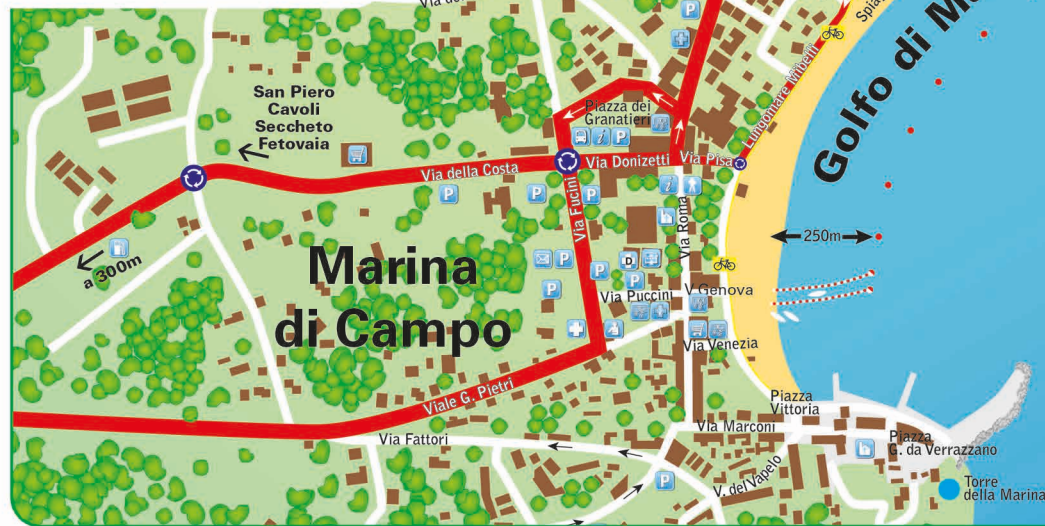 Via de
P
Spia
Golfo di M
San Piero
Cavoli
Seccheto
Fetovaia
Piazza dei
Granatieri
i P
Lungomare Mibelli
Via della Costa
Via Donizetti
Via Pisa
P
P
P
i
Via Fucini
Via Roma
250m
a 300m
Marina
di Campo
P
P
P
D
P
Via Puccini
V.Genova
Via Venezia
Viale G. Pietri
Piazza
Vittoria
Via Fattori
VIa Marconi
Piazza
G. da Verrazzano
V. del Vapelo
P
Torre
della Marina